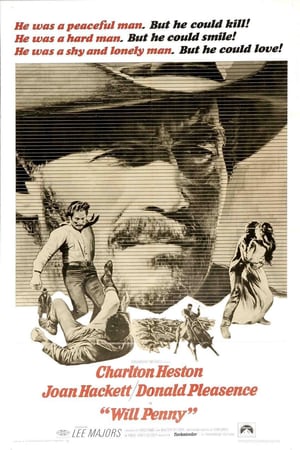 He was a peaceful man. But he could kill!
He was a hard man. But he could smile!
He was a shy and lonely man. But he could love!
Charlton Heston
Joan Hackett/Donald Pleasence
"Will Penny"
LEE MAJORS
Technicolor